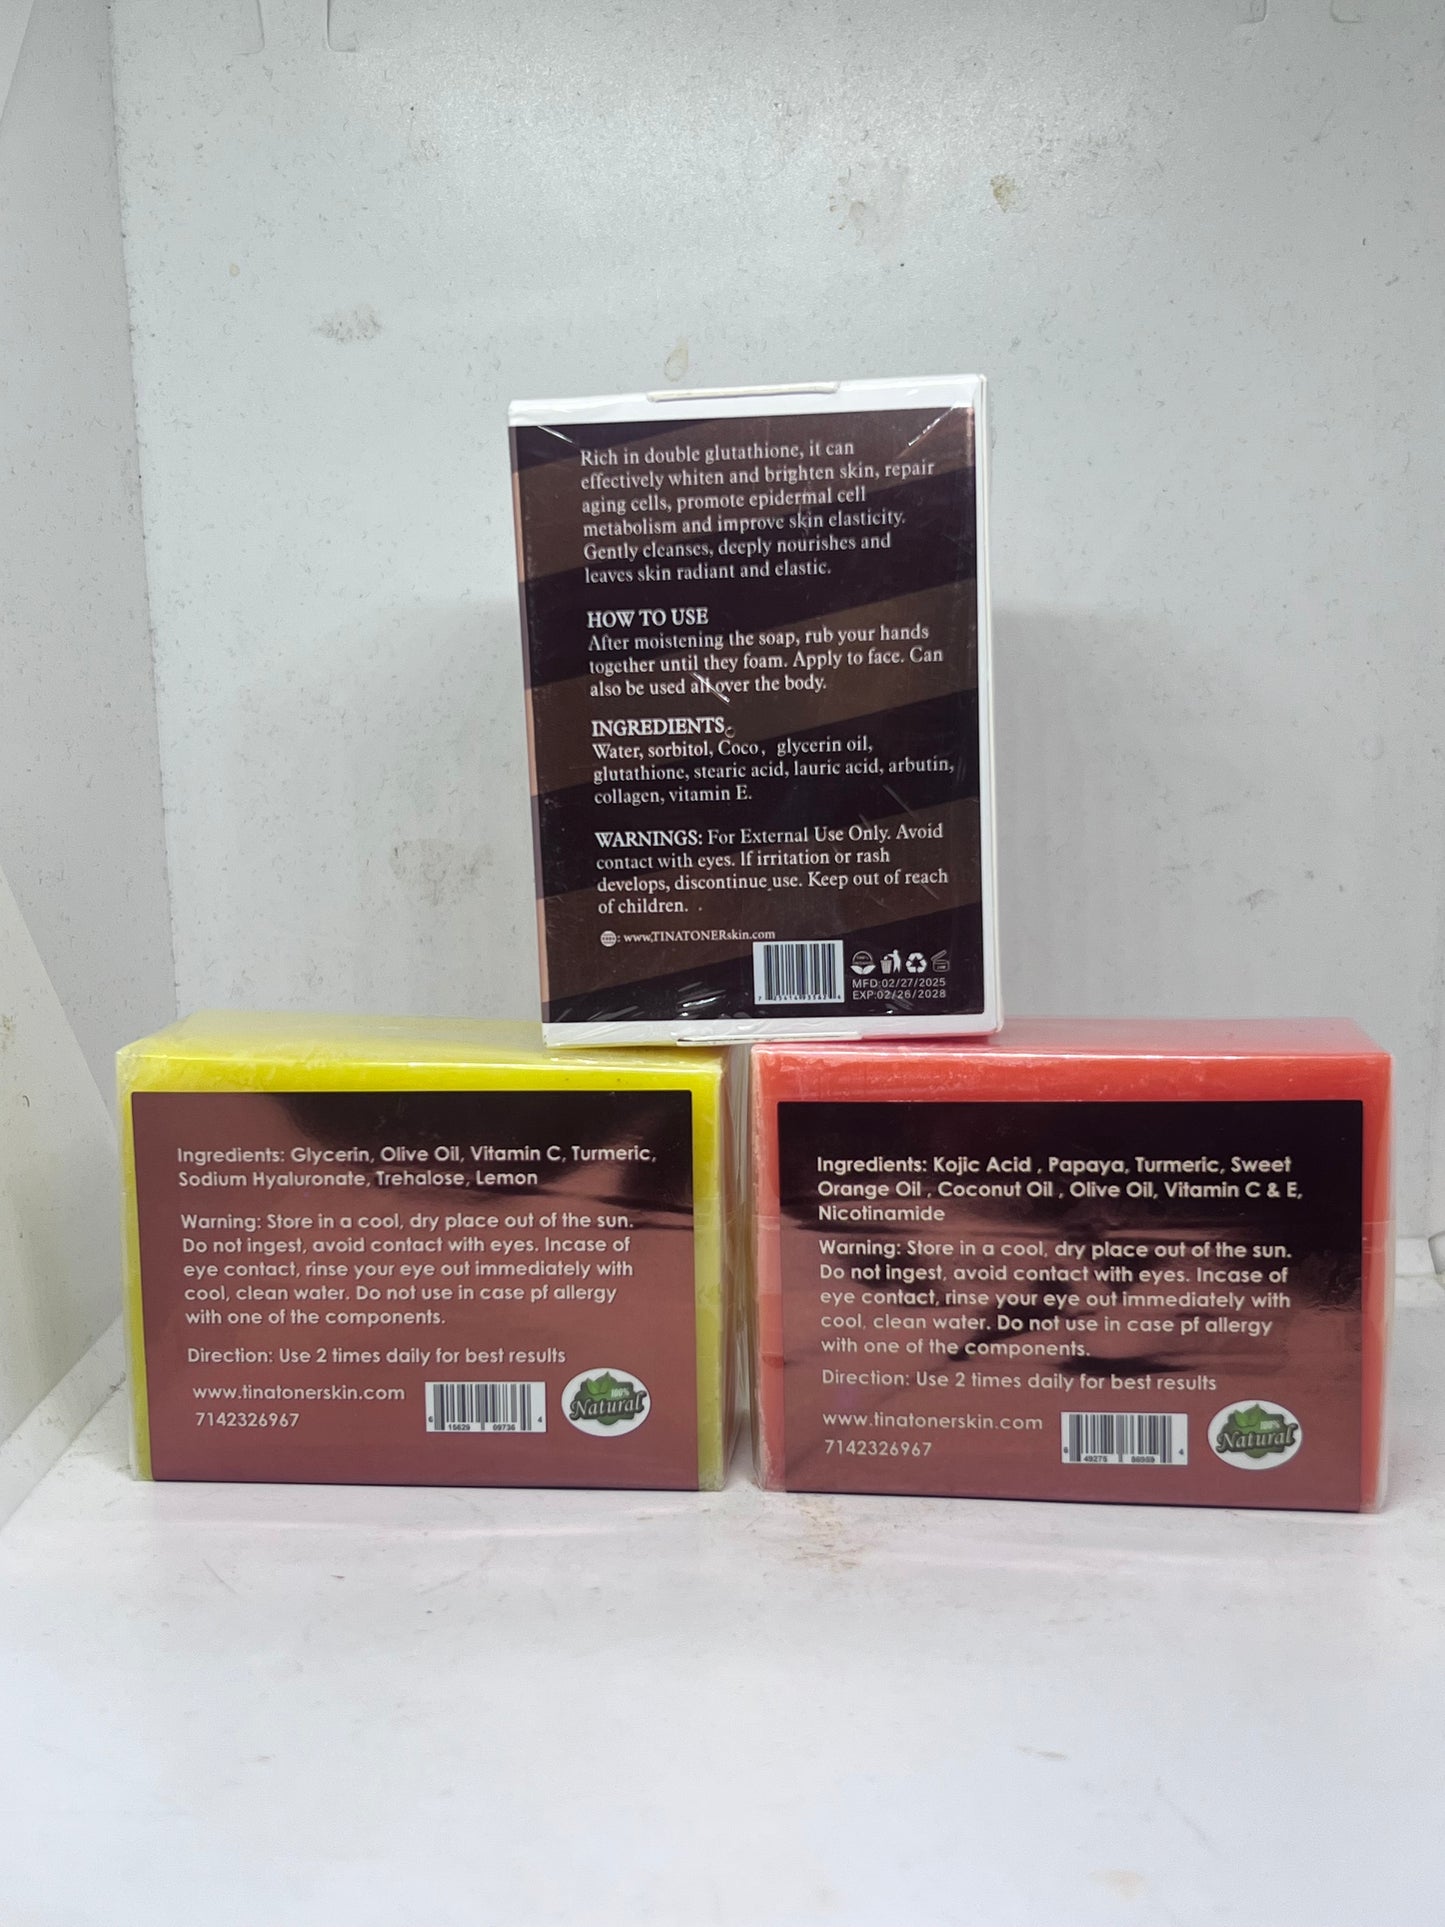 Rich in double glutathione, it can
effectively whiten and brighten skin, repair
aging cells, promote epidermal cell
metabolism and improve skin elasticity.
Gently cleanses, deeply nourishes and
leaves skin radiant and elastic.
HOW TO USE
After moistening the soap, rub your hands
together until they foam. Apply to face. Can
also be used all over the body.
INGREDIENTS
Water, sorbitol, Coco, glycerin oil,
glutathione, stearic acid, lauric acid, arbutin,
collagen, vitamin E.
WARNINGS: For External Use Only. Avoid
contact with eyes. If irritation or rash
develops, discontinue use. Keep out of reach
of children. .
: www.TINATONERskin.com
MFD:02/27/2025
EXP:02/26/2028
Ingredients: Glycerin, Olive Oil, Vitamin C, Turmeric,
Sodium Hyaluronate, Trehalose, Lemon
Warning: Store in a cool, dry place out of the sun.
Do not ingest, avoid contact with eyes. Incase of
eye contact, rinse your eye out immediately with
cool, clean water. Do not use in case pf allergy
with one of the components.
Direction: Use 2 times daily for best results
www.tinatonerskin.com
7142326967
6 15629 09736 4
100%
Natural
Ingredients: Kojic Acid , Papaya, Turmeric, Sweet
Orange Oil , Coconut Oil , Olive Oil, Vitamin C & E,
Nicotinamide
Warning: Store in a cool, dry place out of the sun.
Do not ingest, avoid contact with eyes. Incase of
eye contact, rinse your eye out immediately with
cool, clean water. Do not use in case pf allergy
with one of the components.
Direction: Use 2 times daily for best results
www.tinatonerskin.com
7142326967
100%
Natural